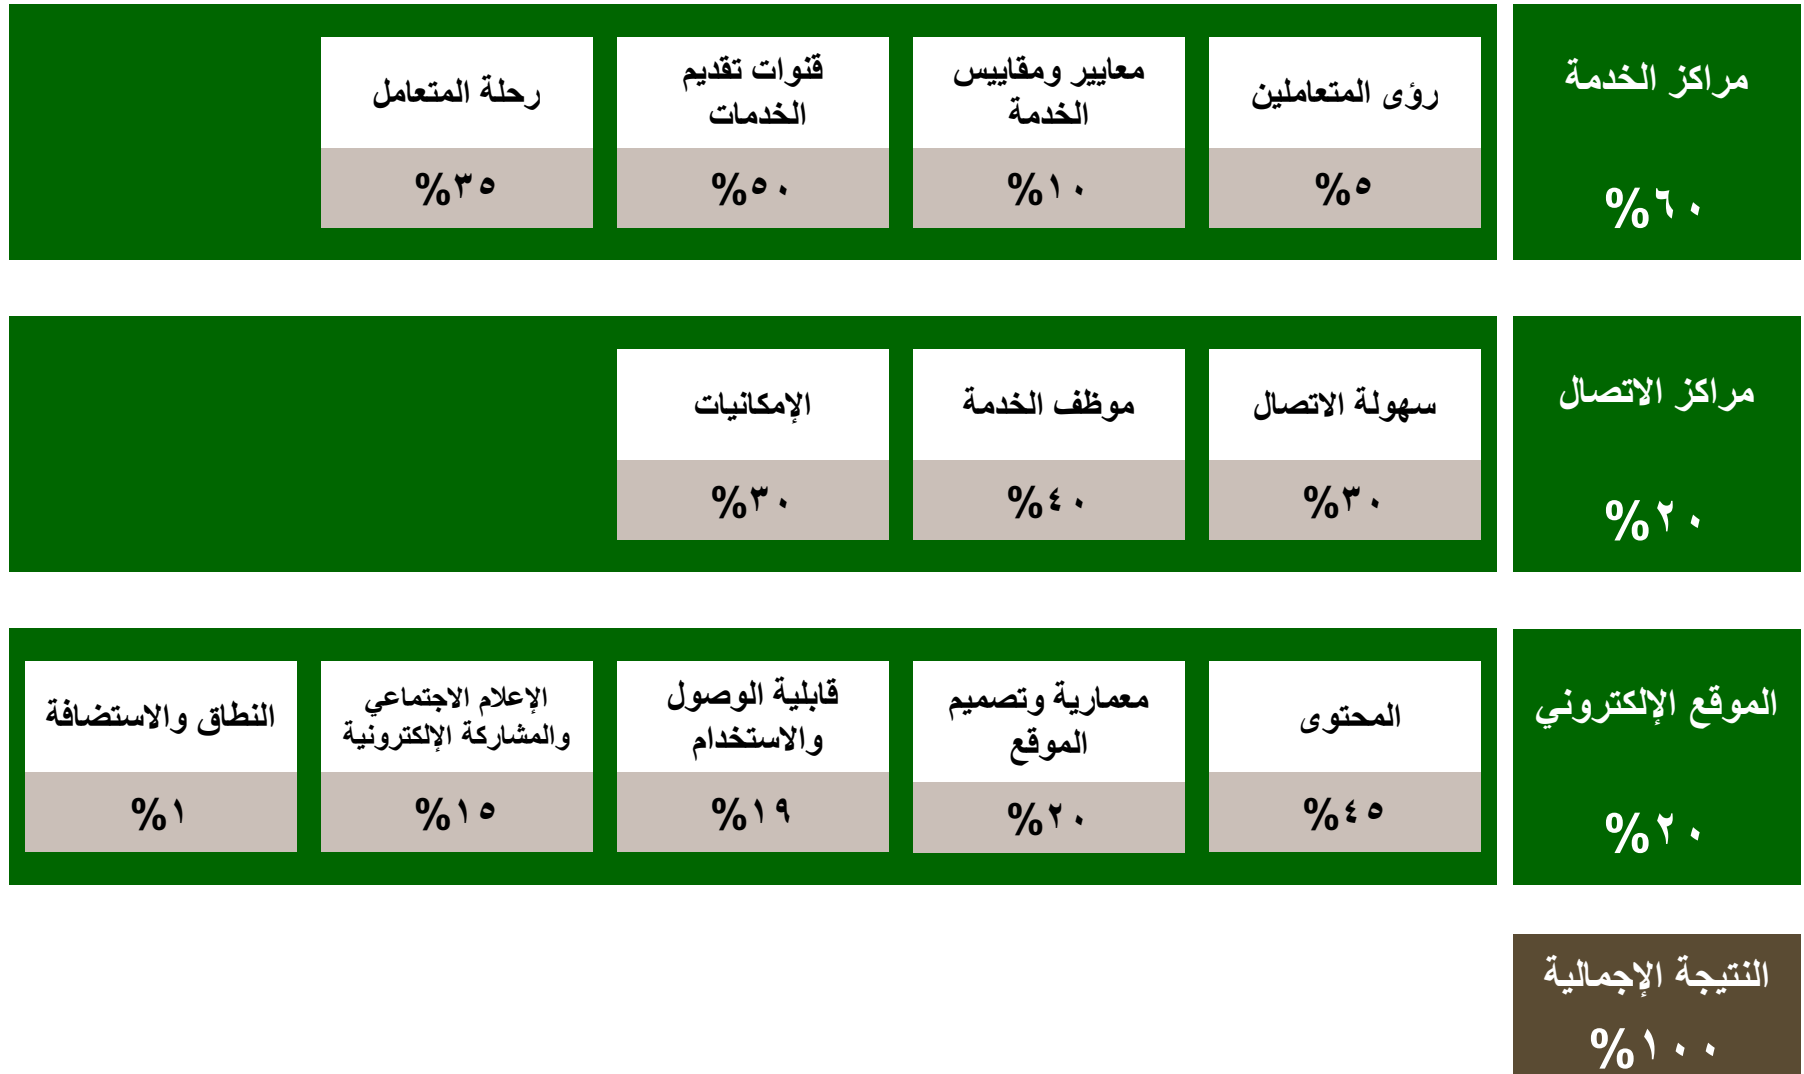 مراكز الخدمة
%٦٠
رؤى المتعاملين
%٥
معايير ومقاييس
الخدمة
%١٠
قنوات تقديم
الخدمات
%٥٠
رحلة المتعامل
%٣٥
مراكز الاتصال
%٢٠
سهولة الاتصال
%٣٠
موظف الخدمة
%٤٠
الإمكانيات
%٣٠
الموقع الإلكتروني
%٢٠
المحتوى
%٤٥
معمارية وتصميم
الموقع
%٢٠
قابلية الوصول
والاستخدام
%١٩
الإعلام الاجتماعي
والمشاركة الإلكترونية
%١٥
النطاق والاستضافة
%١
النتيجة الإجمالية
%١٠٠